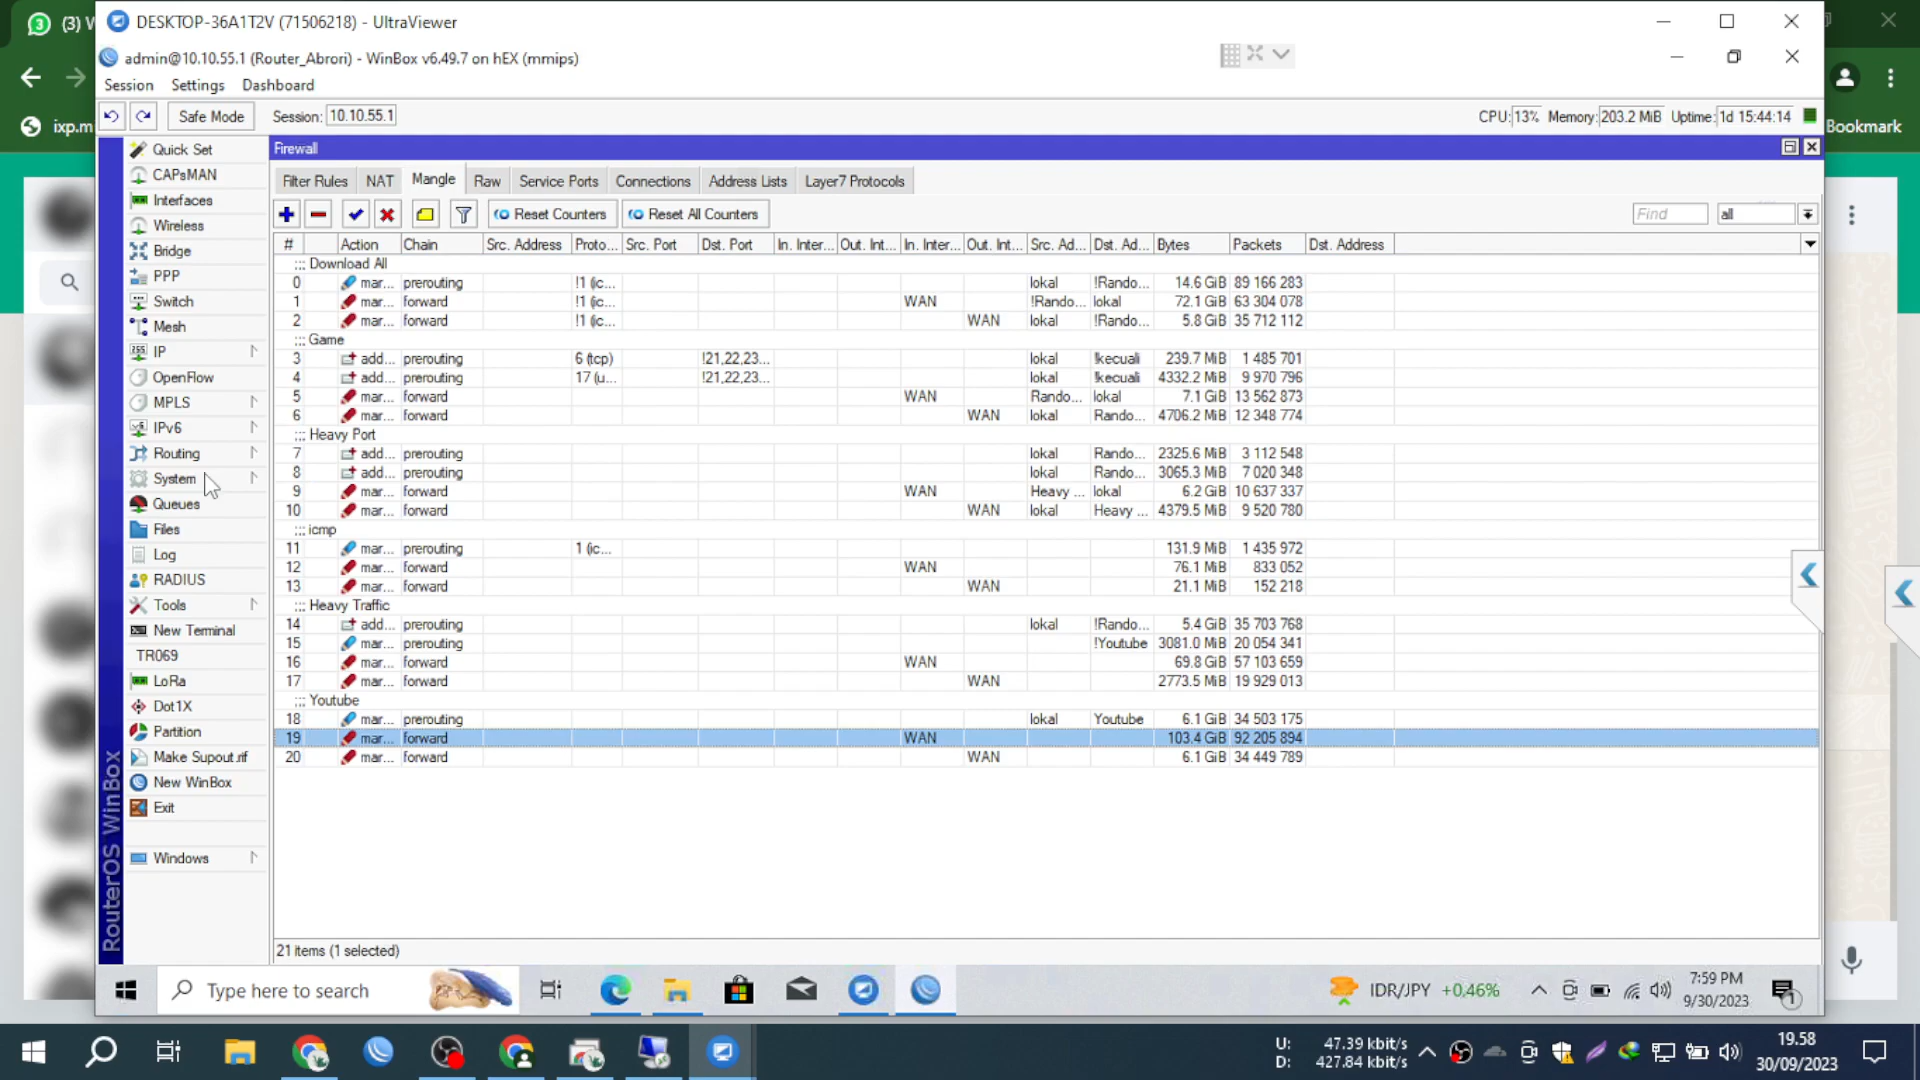 (3) W
DESKTOP-36A1T2V (71506218) - UltraViewer
admin@10.10.55.1 (Router_Abrori) - WinBox v6.49.7 on hEX (mmips)
Session Settings Dashboard
Safe Mode Session: 10.10.55.1 CPU: 13% Memory: 203.2 MiB Uptime: 1d 15:44:14
ixp.m
Bookmark
Quick Set
CAPsMAN
Interfaces
Wireless
Bridge
PPP
Switch
Mesh
IP
OpenFlow
MPLS
IPv6
Routing
System
Queues
Files
Log
RADIUS
Tools
New Terminal
TR069
LoRa
Dot1X
Partition
Make Supout.rif
New WinBox
Exit
Windows
RouterOS WinBox
Firewall
Filter Rules NAT Mangle Raw Service Ports Connections Address Lists Layer7 Protocols
Reset Counters Reset All Counters Find all
# Action Chain Src. Address Proto... Src. Port Dst. Port In. Inter... Out. Int... In. Inter... Out. Int... Src. Ad... Dst. Ad... Bytes Packets Dst. Address
::: Download All
0 mar... prerouting !1 (ic... lokal !Rando... 14.6 GiB 89 166 283
1 mar... forward !1 (ic... WAN !Rando... lokal 72.1 GiB 63 304 078
2 mar... forward !1 (ic... WAN lokal !Rando... 5.8 GiB 35 712 112
::: Game
3 add... prerouting 6 (tcp) !21,22,23... lokal !kecuali 239.7 MiB 1 485 701
4 add... prerouting 17 (u... !21,22,23... lokal !kecuali 4332.2 MiB 9 970 796
5 mar... forward WAN Rando... lokal 7.1 GiB 13 562 873
6 mar... forward WAN lokal Rando... 4706.2 MiB 12 348 774
::: Heavy Port
7 add... prerouting lokal Rando... 2325.6 MiB 3 112 548
8 add... prerouting lokal Rando... 3065.3 MiB 7 020 348
9 mar... forward WAN Heavy ... lokal 6.2 GiB 10 637 337
10 mar... forward WAN lokal Heavy ... 4379.5 MiB 9 520 780
::: icmp
11 mar... prerouting 1 (ic... 131.9 MiB 1 435 972
12 mar... forward WAN 76.1 MiB 833 052
13 mar... forward WAN 21.1 MiB 152 218
::: Heavy Traffic
14 add... prerouting lokal !Rando... 5.4 GiB 35 703 768
15 mar... prerouting !Youtube 3081.0 MiB 20 054 341
16 mar... forward WAN 69.8 GiB 57 103 659
17 mar... forward WAN 2773.5 MiB 19 929 013
::: Youtube
18 mar... prerouting lokal Youtube 6.1 GiB 34 503 175
19 mar... forward WAN 103.4 GiB 92 205 894
20 mar... forward WAN 6.1 GiB 34 449 789
21 items (1 selected)
Type here to search
IDR/JPY +0,46%
7:59 PM
9/30/2023
1
U: 47.39 kbit/s
D: 427.84 kbit/s
19.58
30/09/2023